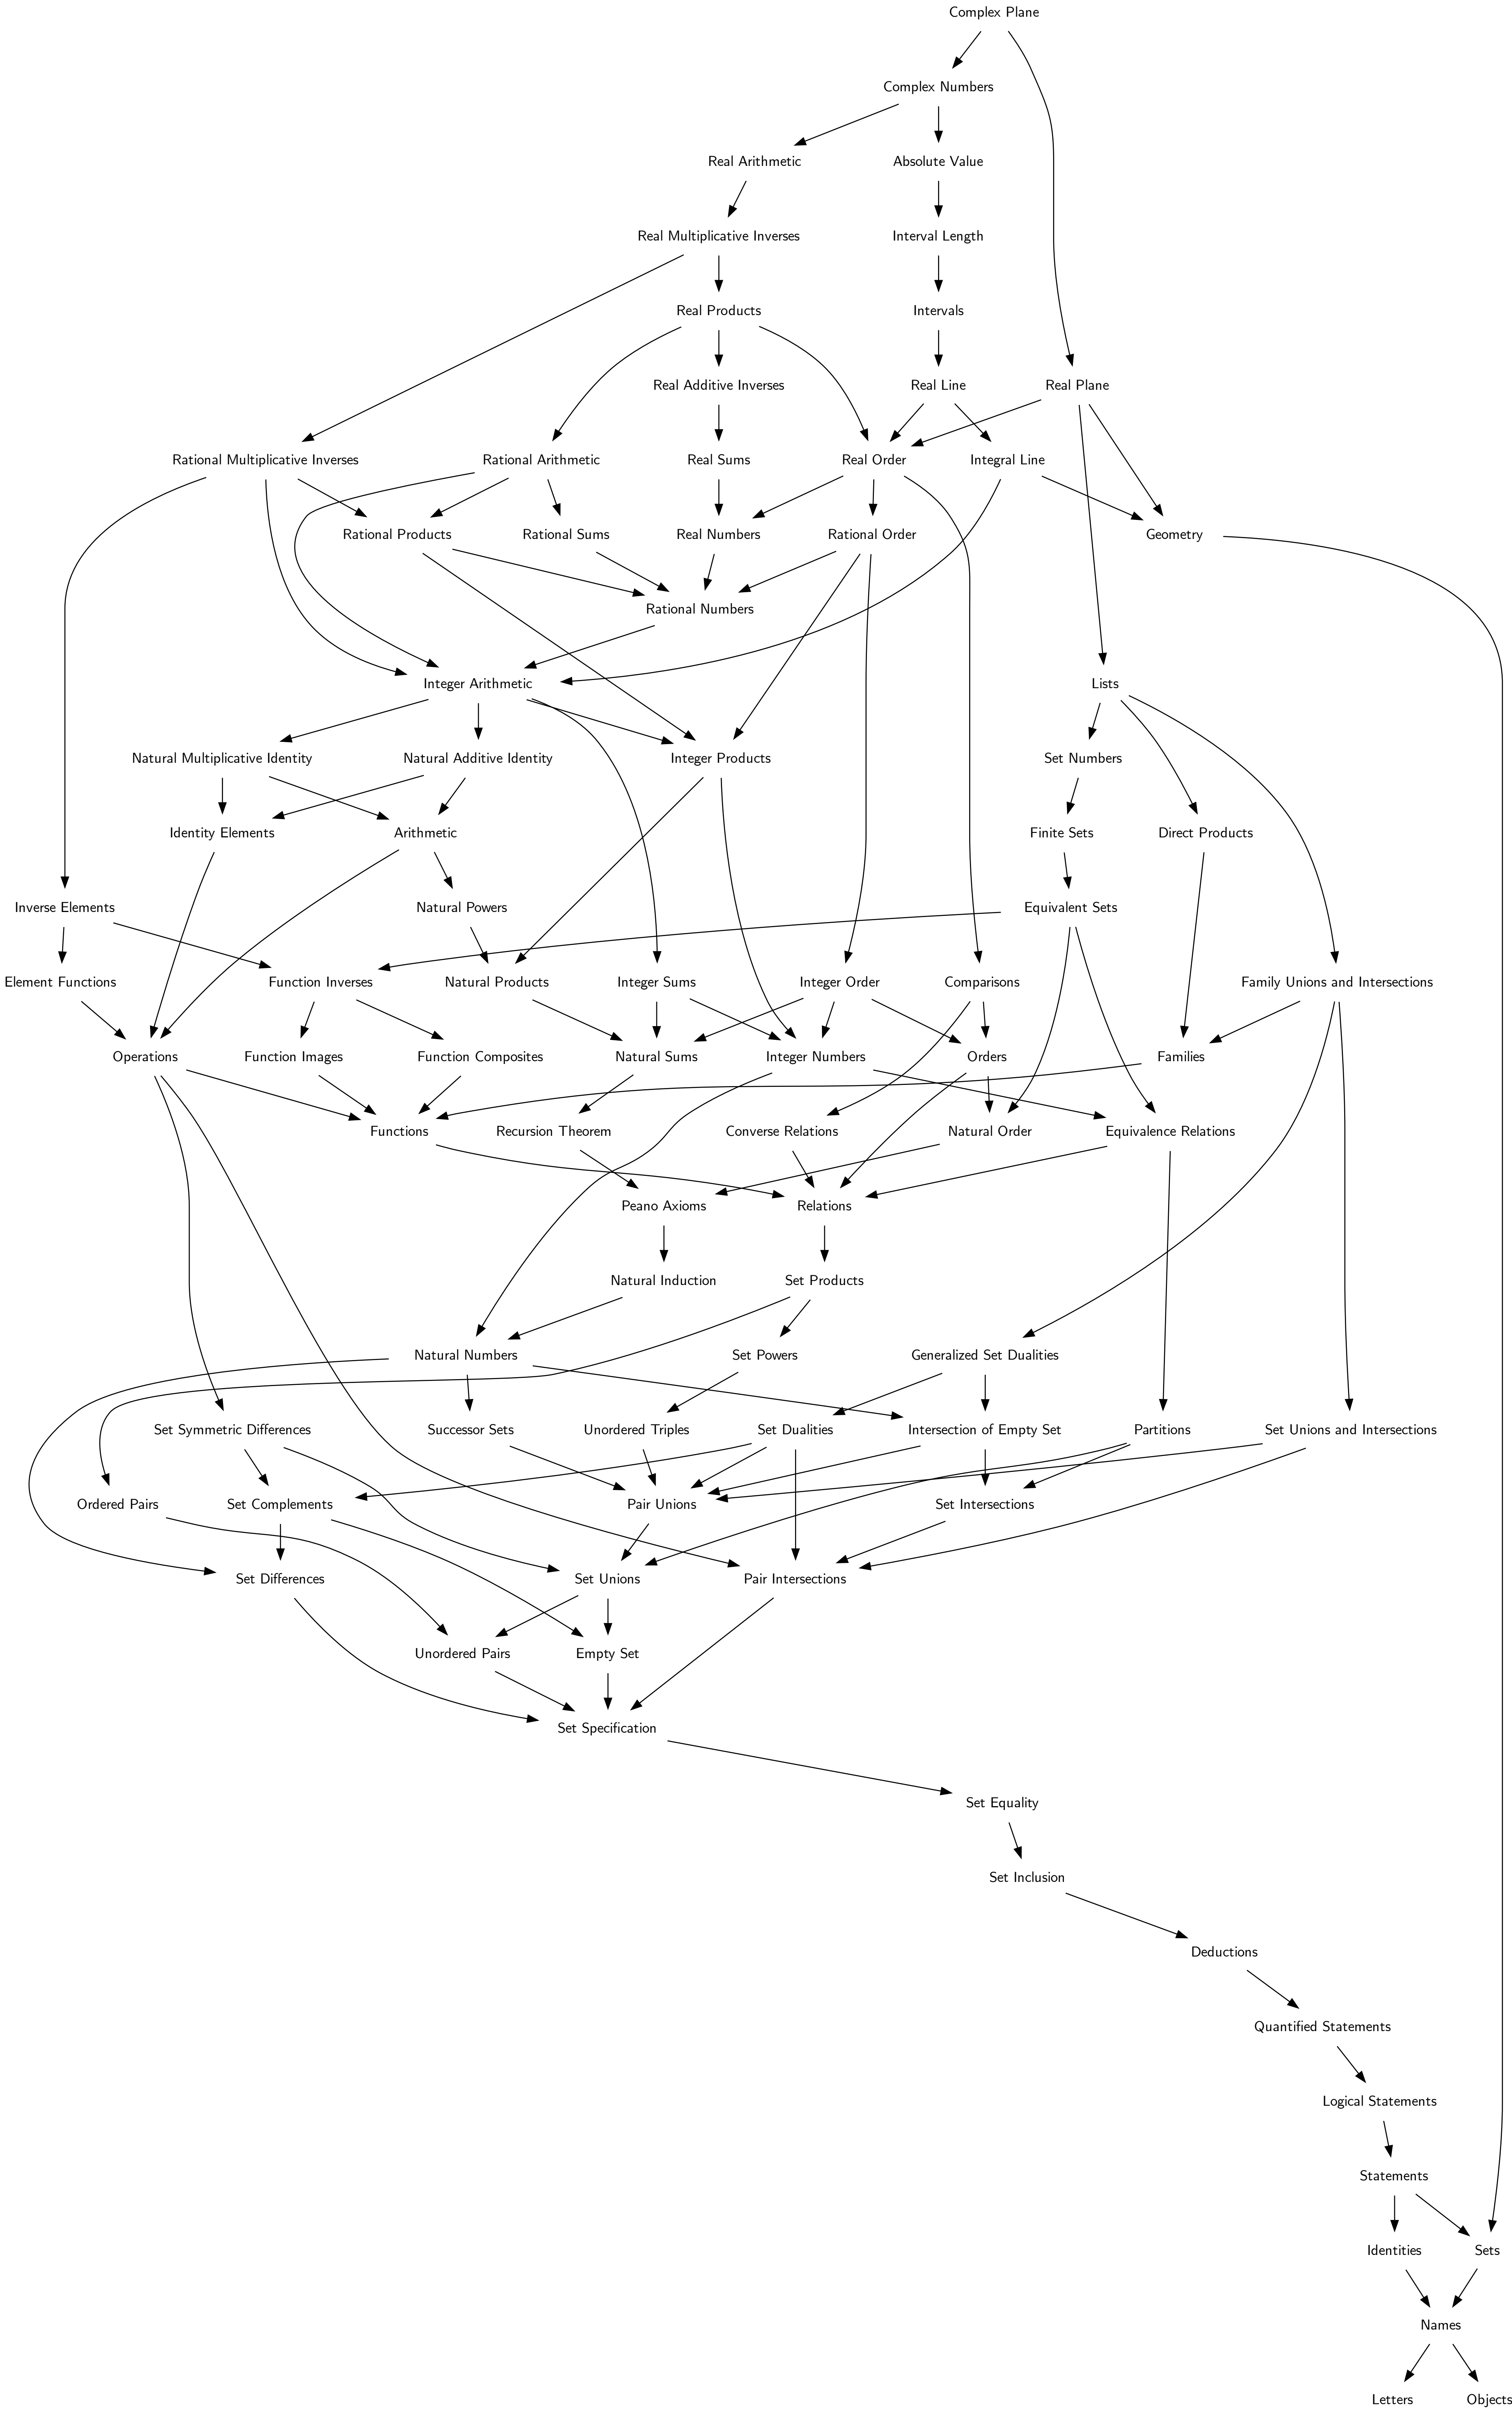 Complex Plane
Complex Numbers
Real Arithmetic
Absolute Value
Real Multiplicative Inverses
Interval Length
Real Products
Intervals
Real Additive Inverses
Real Line
Real Plane
Rational Multiplicative Inverses
Rational Arithmetic
Real Sums
Real Order
Integral Line
Rational Products
Rational Sums
Real Numbers
Rational Order
Geometry
Rational Numbers
Integer Arithmetic
Lists
Natural Multiplicative Identity
Natural Additive Identity
Integer Products
Set Numbers
Identity Elements
Arithmetic
Finite Sets
Direct Products
Inverse Elements
Natural Powers
Equivalent Sets
Element Functions
Function Inverses
Natural Products
Integer Sums
Integer Order
Comparisons
Family Unions and Intersections
Operations
Function Images
Function Composites
Natural Sums
Integer Numbers
Orders
Families
Functions
Recursion Theorem
Converse Relations
Natural Order
Equivalence Relations
Peano Axioms
Relations
Natural Induction
Set Products
Natural Numbers
Set Powers
Generalized Set Dualities
Set Symmetric Differences
Successor Sets
Unordered Triples
Set Dualities
Intersection of Empty Set
Partitions
Set Unions and Intersections
Ordered Pairs
Set Complements
Pair Unions
Set Intersections
Set Differences
Set Unions
Pair Intersections
Unordered Pairs
Empty Set
Set Specification
Set Equality
Set Inclusion
Deductions
Quantified Statements
Logical Statements
Statements
Identities
Sets
Names
Letters
Objects